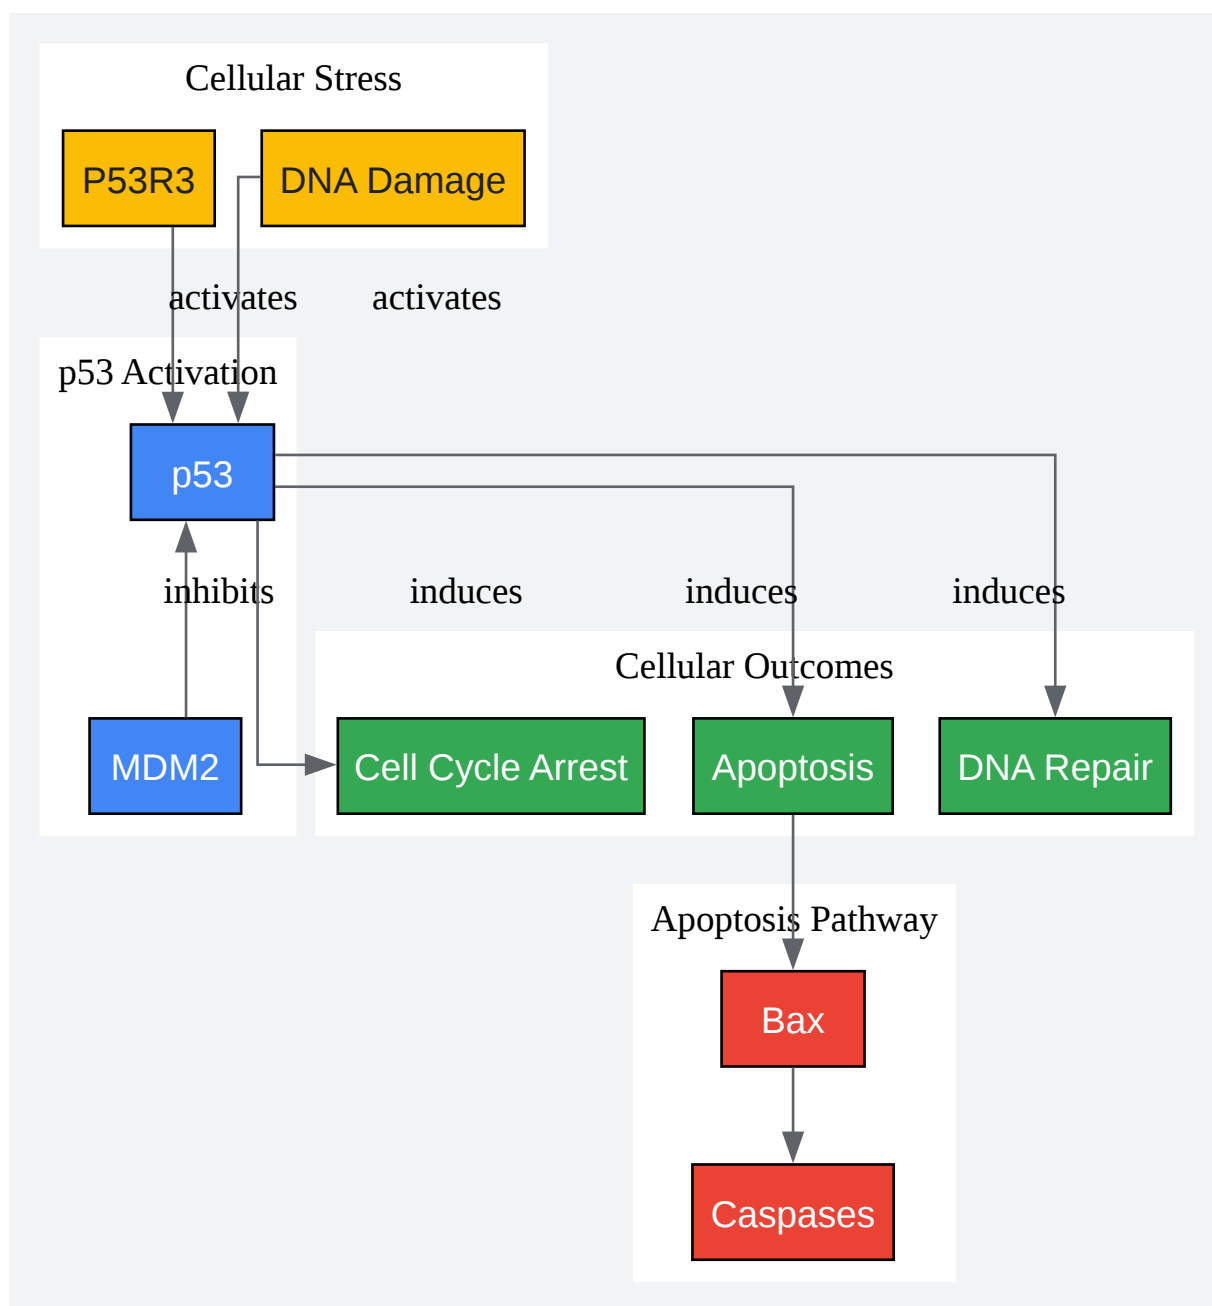 Cellular Stress
P53R3
DNA Damage
activates
activates
p53 Activation
p53
inhibits
induces
induces
induces
Cellular Outcomes
MDM2
Cell Cycle Arrest
Apoptosis
DNA Repair
Apoptosis Pathway
Bax
Caspases